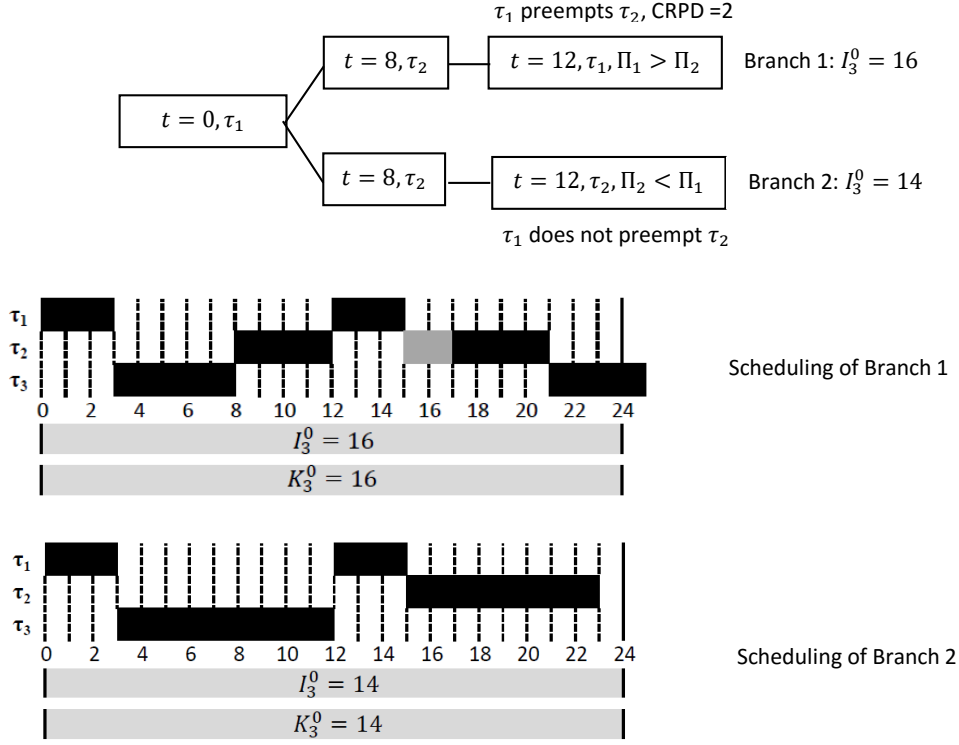 τ₁ preempts τ₂, CRPD =2
t = 8, τ₂
t = 12, τ₁, Π₁ > Π₂
Branch 1: I₃⁰ = 16
t = 0, τ₁
t = 8, τ₂
t = 12, τ₂, Π₂ < Π₁
Branch 2: I₃⁰ = 14
τ₁ does not preempt τ₂
τ₁
τ₂
τ₃
Scheduling of Branch 1
0 2 4 6 8 10 12 14 16 18 20 22 24
I₃⁰ = 16
K₃⁰ = 16
τ₁
τ₂
τ₃
Scheduling of Branch 2
0 2 4 6 8 10 12 14 16 18 20 22 24
I₃⁰ = 14
K₃⁰ = 14